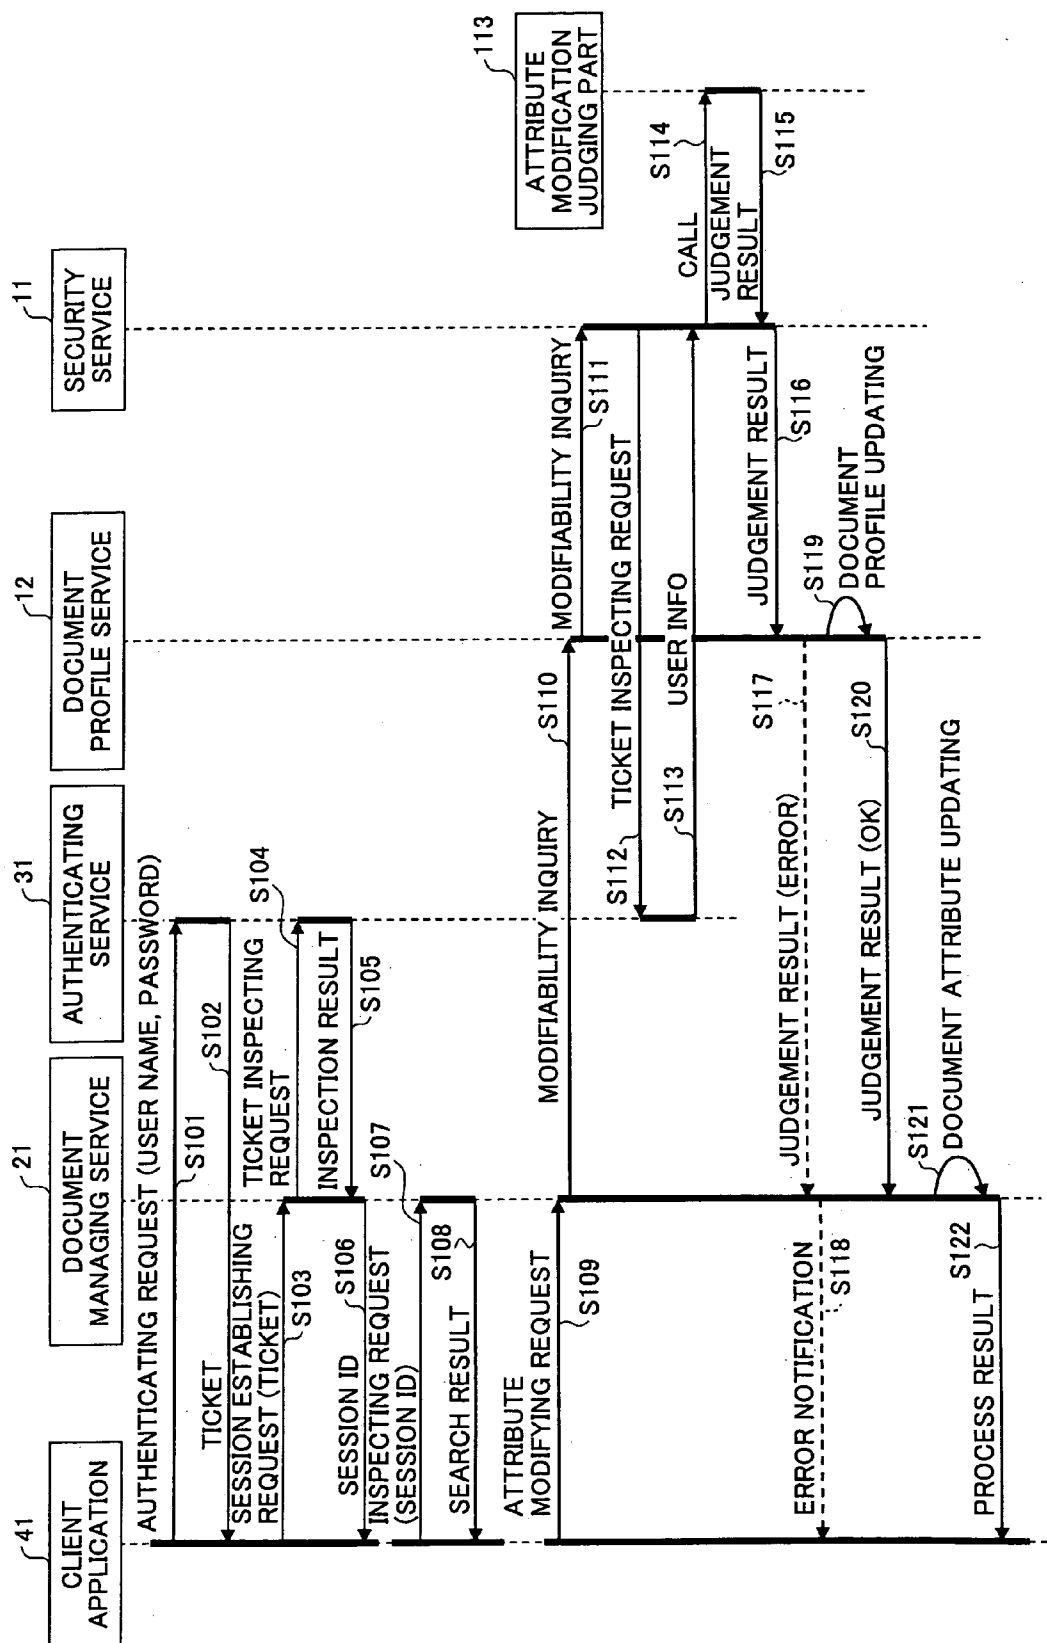 41
CLIENT
APPLICATION
21
DOCUMENT
MANAGING SERVICE
31
AUTHENTICATING
SERVICE
12
DOCUMENT
PROFILE SERVICE
11
SECURITY
SERVICE
113
ATTRIBUTE
MODIFICATION
JUDGING PART
AUTHENTICATING REQUEST (USER NAME, PASSWORD)
S101
TICKET
S102
SESSION ESTABLISHING
REQUEST (TICKET)
S103
TICKET INSPECTING
REQUEST
S104
INSPECTION RESULT
S105
SESSION ID
S106
INSPECTING REQUEST
(SESSION ID)
S107
SEARCH RESULT
S108
ATTRIBUTE
MODIFYING REQUEST
S109
MODIFIABILITY INQUIRY
S110
MODIFIABILITY INQUIRY
S111
TICKET INSPECTING REQUEST
S112
USER INFO
S113
CALL
S114
JUDGEMENT
RESULT
S115
JUDGEMENT RESULT
S116
JUDGEMENT RESULT (ERROR)
S117
ERROR NOTIFICATION
S118
S119
DOCUMENT
PROFILE UPDATING
JUDGEMENT RESULT (OK)
S120
S121
DOCUMENT ATTRIBUTE UPDATING
PROCESS RESULT
S122